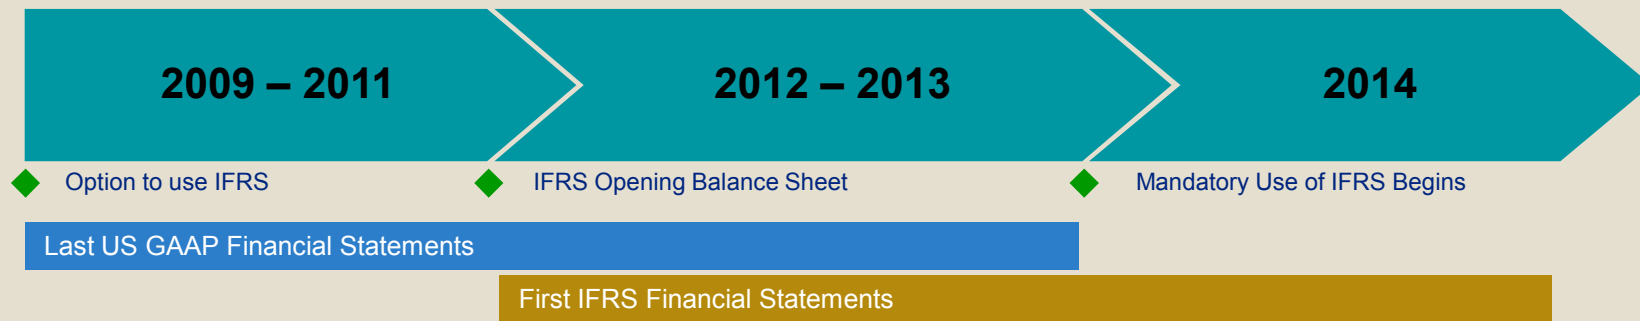 2009 – 2011
2012 – 2013
2014
Option to use IFRS
IFRS Opening Balance Sheet
Mandatory Use of IFRS Begins
Last US GAAP Financial Statements
First IFRS Financial Statements